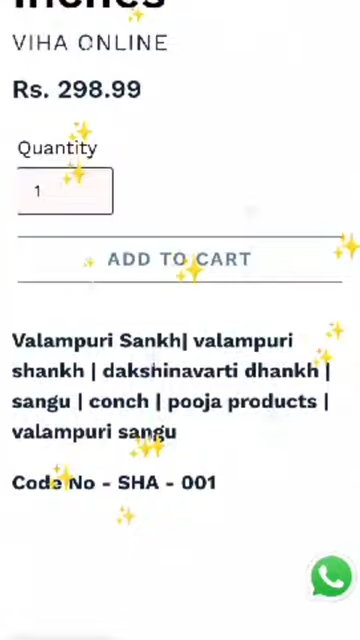 inches
VIHA ONLINE
Rs. 298.99
Quantity
1
ADD TO CART
Valampuri Sankh| valampuri
shankh | dakshinavarti dhankh |
sangu | conch | pooja products |
valampuri sangu
Code No - SHA - 001